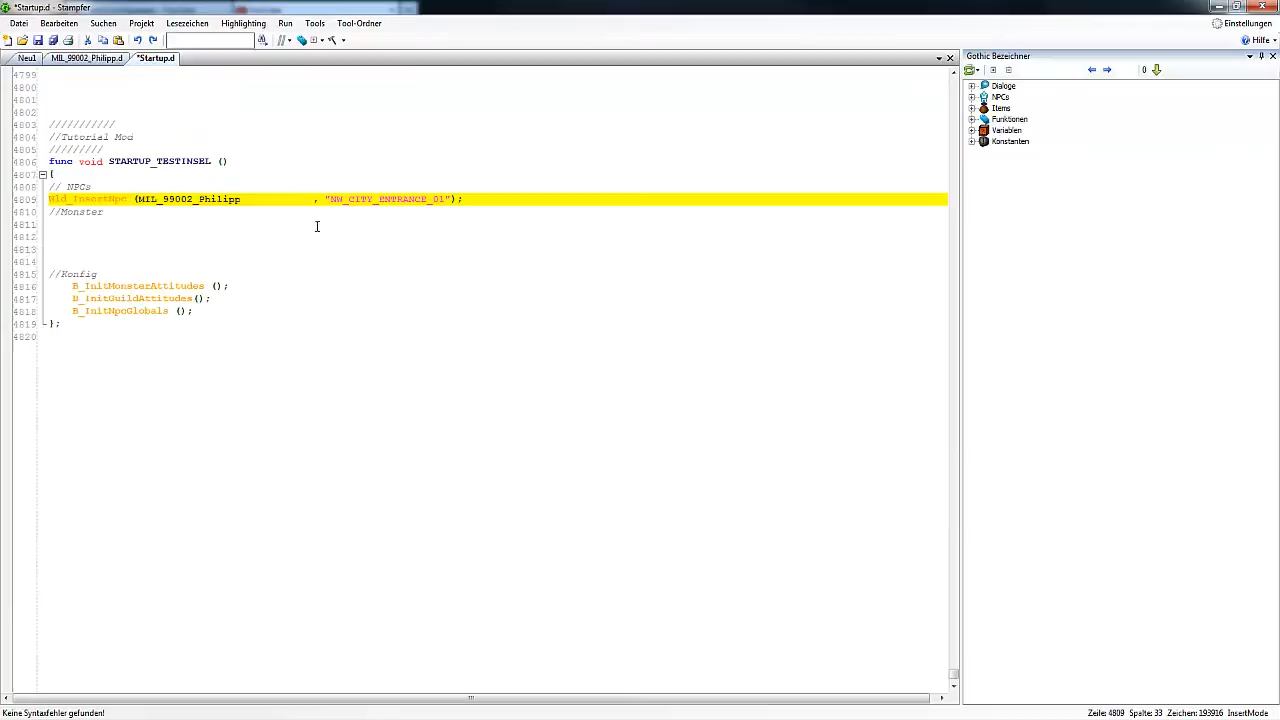 *Startup.d - Stampfer
Datei Bearbeiten Suchen Projekt Lesezeichen Highlighting Run Tools Tool-Ordner
Einstellungen
Hilfe
Neu1 MIL_99002_Philipp.d *Startup.d
Gothic Bezeichner
0
Dialoge
NPCs
Items
Funktionen
Variablen
Konstanten
4799
4800
4801
4802
4803 ///////////
4804 //Tutorial Mod
4805 /////////
4806 func void STARTUP_TESTINSEL ()
4807 {
4808 // NPCs
4809 Wld_InsertNpc (MIL_99002_Philipp , "NW_CITY_ENTRANCE_01");
4810 //Monster
4811
4812
4813
4814
4815 //Konfig
4816 B_InitMonsterAttitudes ();
4817 B_InitGuildAttitudes();
4818 B_InitNpcGlobals ();
4819 };
4820
Keine Syntaxfehler gefunden! Zeile: 4809 Spalte: 33 Zeichen: 193916 InsertMode